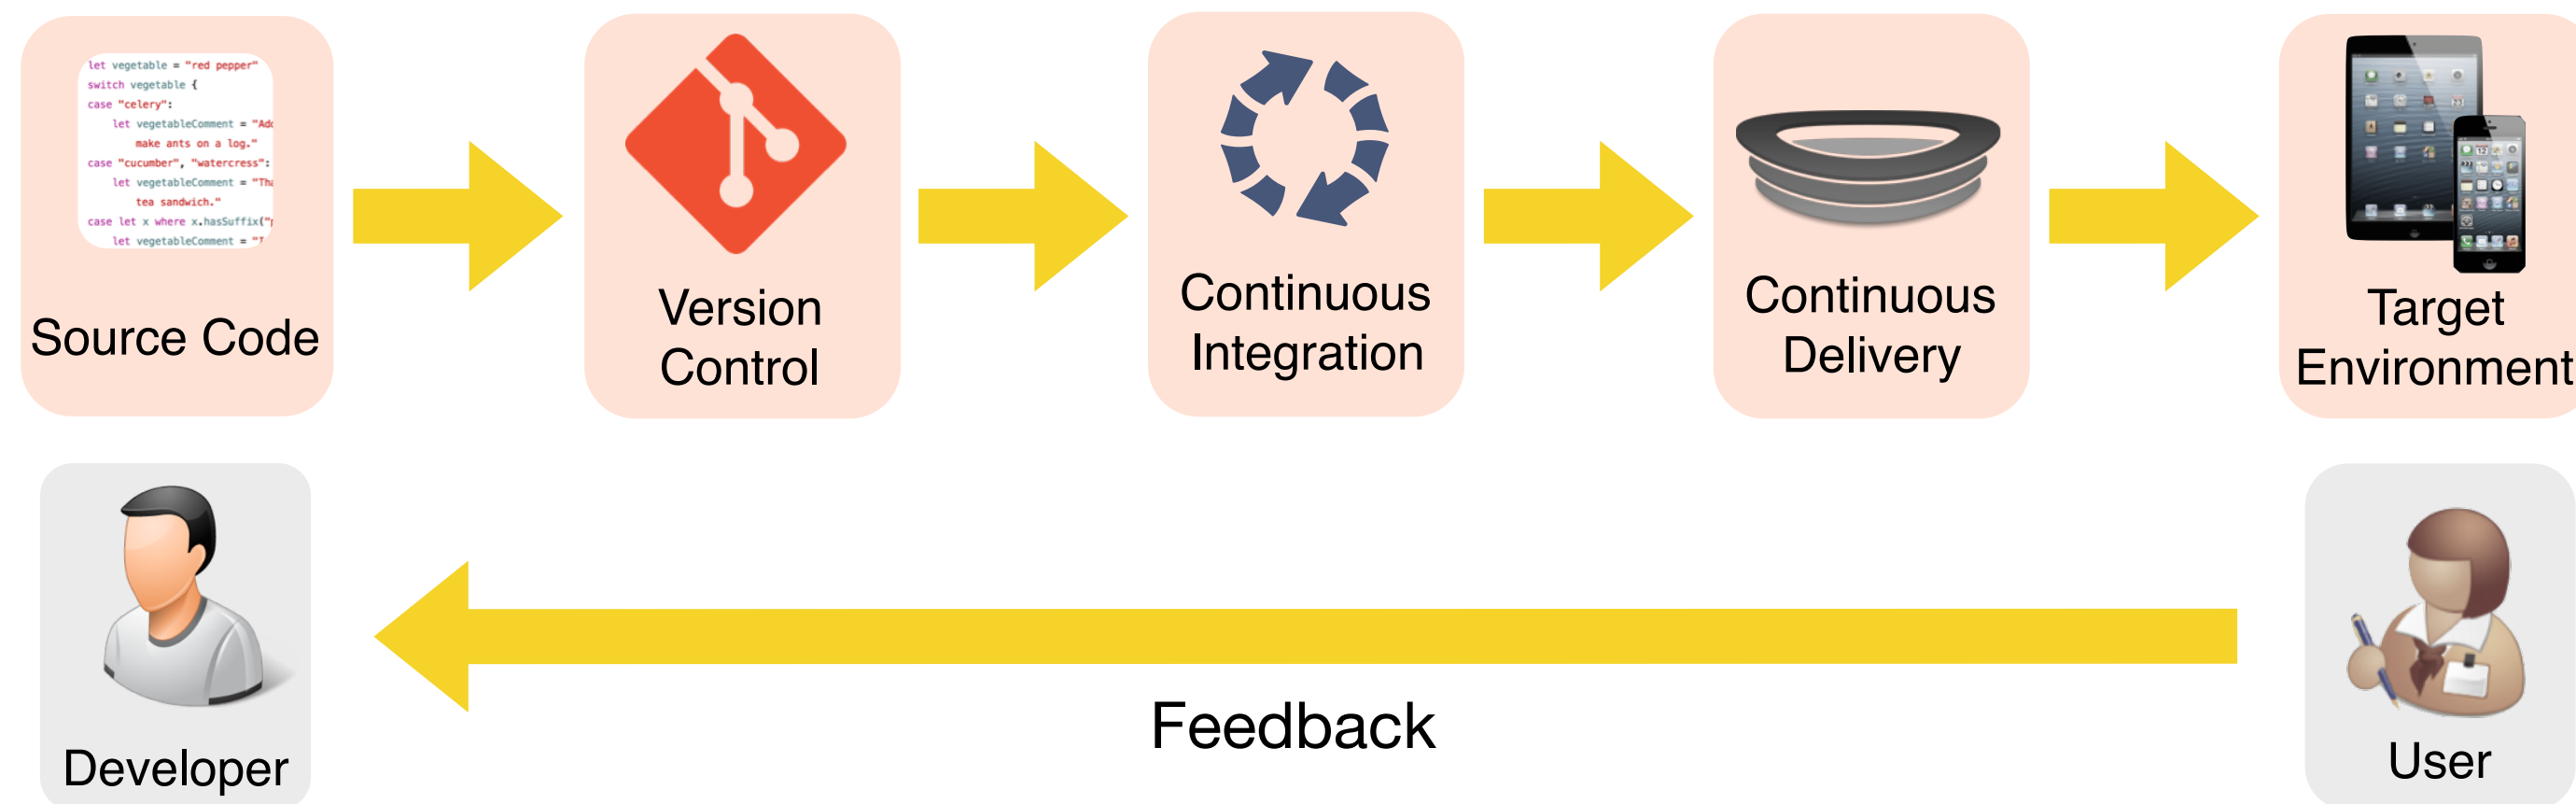 let vegetable = "red pepper"
switch vegetable {
case "celery":
let vegetableComment = "Add
make ants on a log."
case "cucumber", "watercress":
let vegetableComment = "Tha
tea sandwich."
case let x where x.hasSuffix("
let vegetableComment = "I
Source Code
Version
Control
Continuous
Integration
Continuous
Delivery
Target
Environment
Developer
Feedback
User